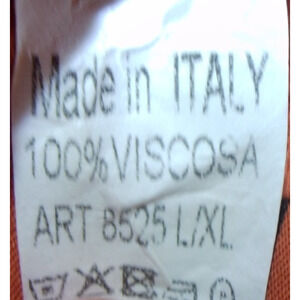 Made in ITALY
100% VISCOSA
ART 8525 L/XL